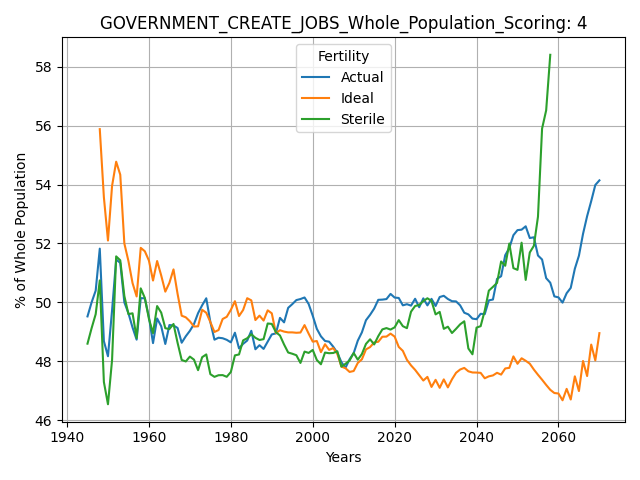 GOVERNMENT_CREATE_JOBS_Whole_Population_Scoring: 4
Fertility
Actual
Ideal
Sterile
% of Whole Population
58
56
54
52
50
48
46
1940 1960 1980 2000 2020 2040 2060
Years